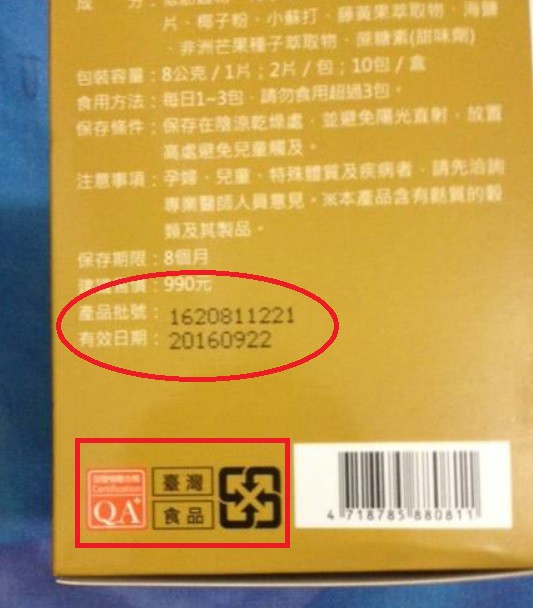 成 分：
片、椰子粉、小蘇打、藤黃果萃取物、海鹽
、非洲芒果種子萃取物、蔗糖素(甜味劑)
包裝容量：8公克/1片；2片/包；10包/盒
食用方法：每日1~3包，請勿食用超過3包。
保存條件：保存在陰涼乾燥處，並避免陽光直射，放置
高處避免兒童觸及。
注意事項：孕婦、兒童、特殊體質及疾病者，請先洽詢
專業醫師人員意見。※本產品含有麩質的穀
類及其製品。
保存期限：8個月
建議售價：990元
產品批號：1620811221
有效日期：20160922
Certification
QA+
臺灣
食品
4 718785 880811